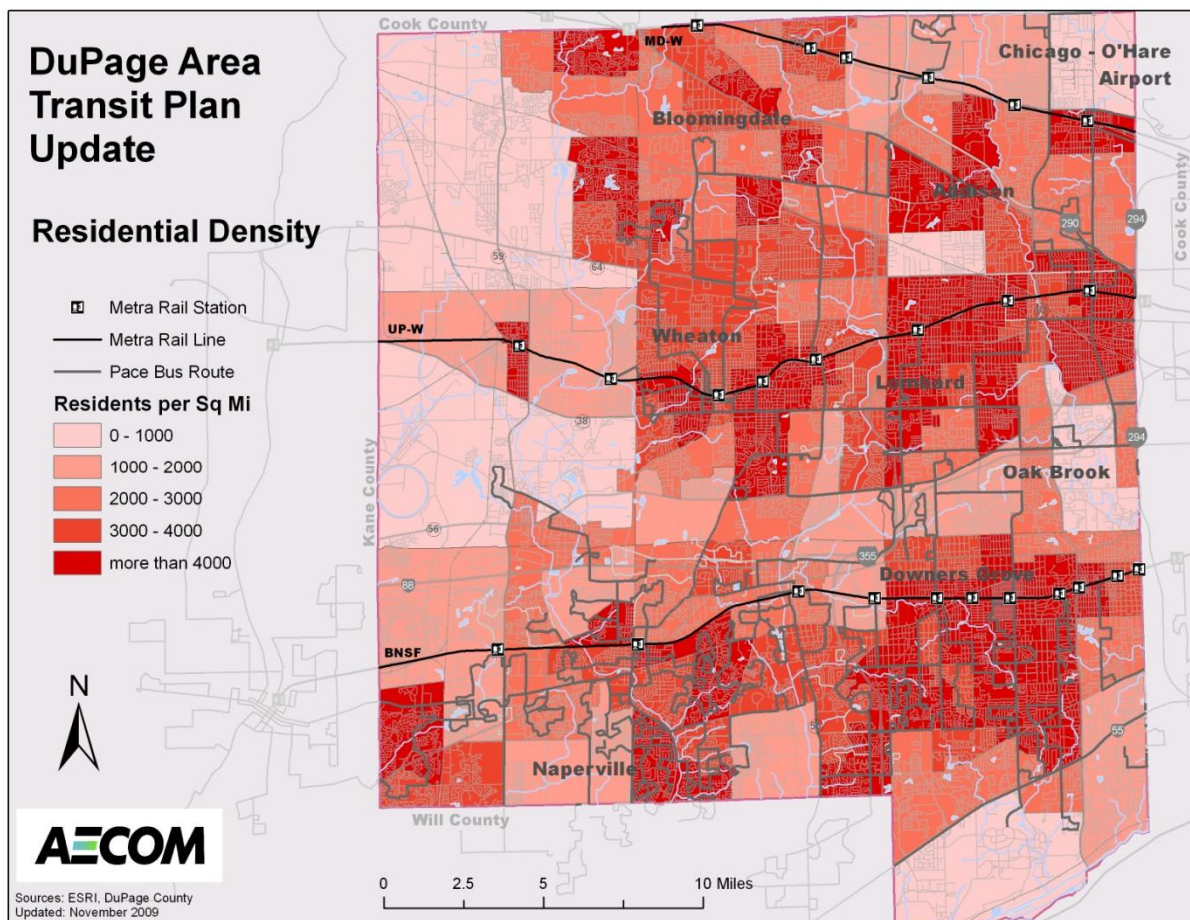 DuPage Area
Transit Plan
Update
Residential Density
Metra Rail Station
Metra Rail Line
Pace Bus Route
Residents per Sq Mi
0 - 1000
1000 - 2000
2000 - 3000
3000 - 4000
more than 4000
N
AECOM
Sources: ESRI, DuPage County
Updated: November 2009
Cook County
MD-W
Chicago - O'Hare
Airport
Bloomingdale
Addison
290
294
Cook County
59
64
UP-W
Wheaton
Lombard
38
294
Oak Brook
Kane County
56
355
88
Downers Grove
BNSF
55
Naperville
Will County
0
2.5
5
10 Miles